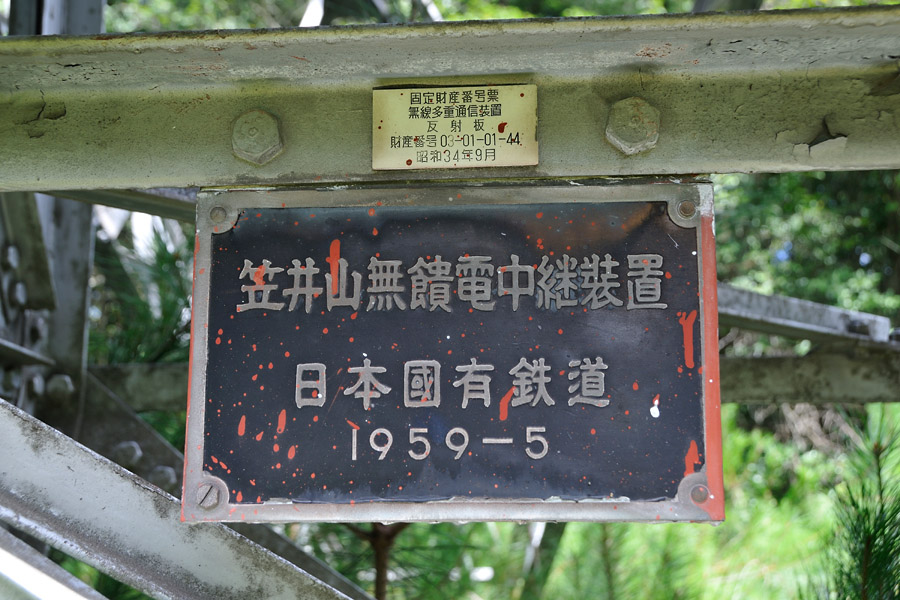 固定財産番号票
無線多重通信装置
反射板
財産番号 03-01-01-44
昭和34年9月
笠井山無饋電中継装置
日本國有鉄道
1959-5